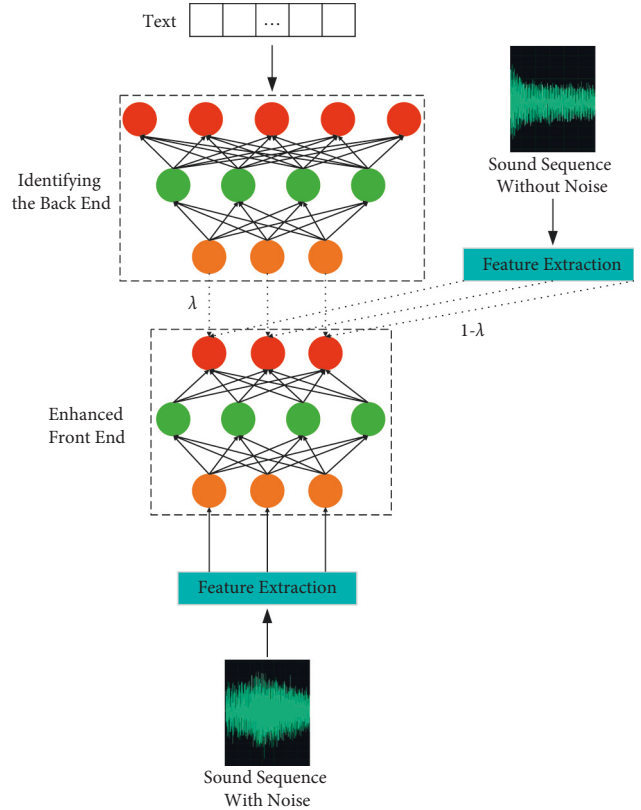 Text
...
Sound Sequence
Without Noise
Identifying
the Back End
Feature Extraction
λ
1-λ
Enhanced
Front End
Feature Extraction
Sound Sequence
With Noise